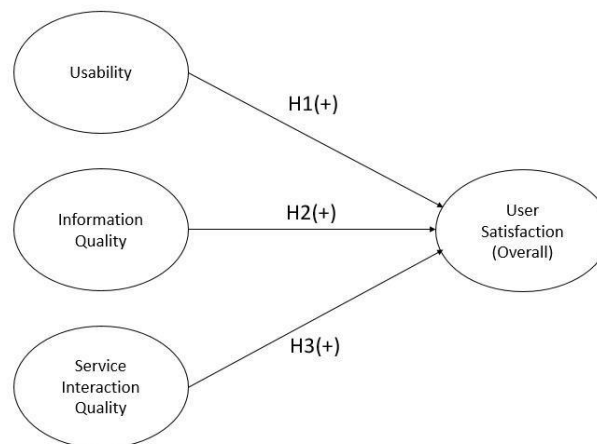 Usability
H1(+)
Information
Quality
H2(+)
User
Satisfaction
(Overall)
H3(+)
Service
Interaction
Quality